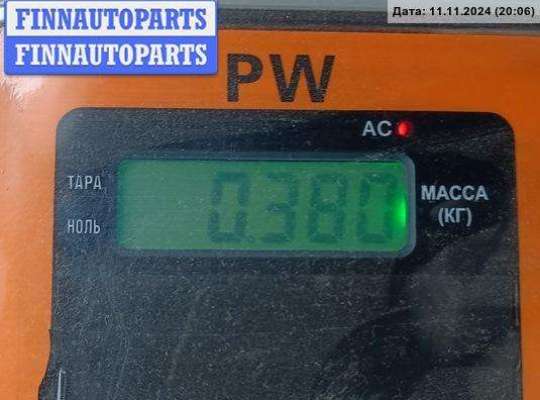 FINNAUTOPARTS
FINNAUTOPARTS
Дата: 11.11.2024 (20:06)
PW
AC
ТАРА
НОЛЬ
0.380
МАССА
(КГ)